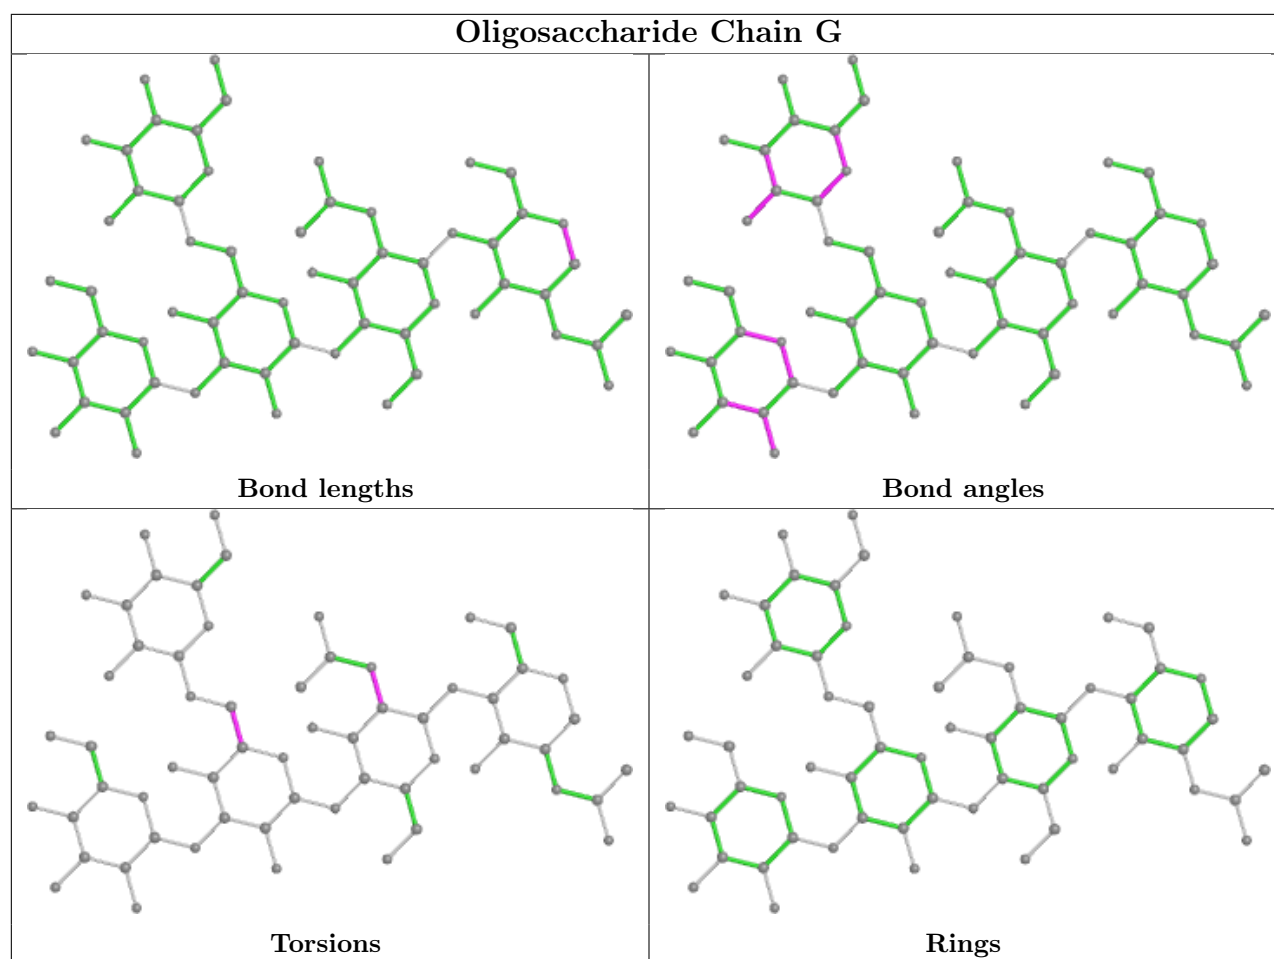 Oligosaccharide Chain G
Bond lengths
Bond angles
Torsions
Rings